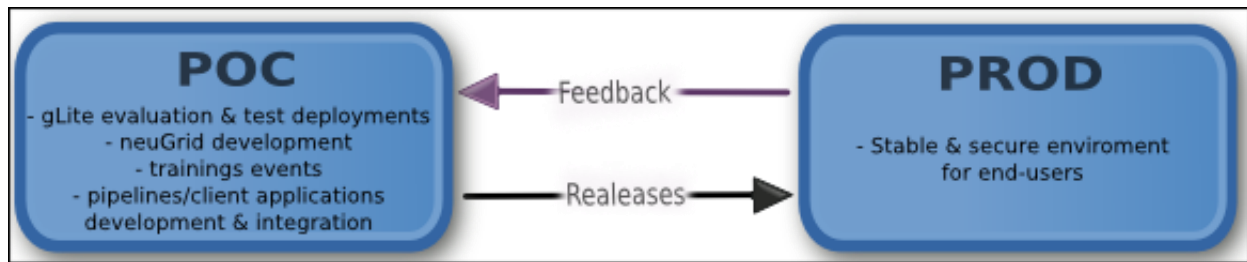 POC
- gLite evaluation & test deployments
- neuGrid development
- trainings events
- pipelines/client applications
development & integration
Feedback
Realeases
PROD
- Stable & secure enviroment
for end-users